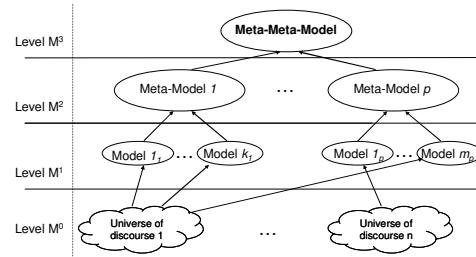 Level M³
Meta-Meta-Model
Level M²
Meta-Model 1
...
Meta-Model p
Level M¹
Model 1₁
...
Model k₁
Model 1ₚ
...
Model mₚ
Level M⁰
Universe of
discourse 1
...
Universe of
discourse n